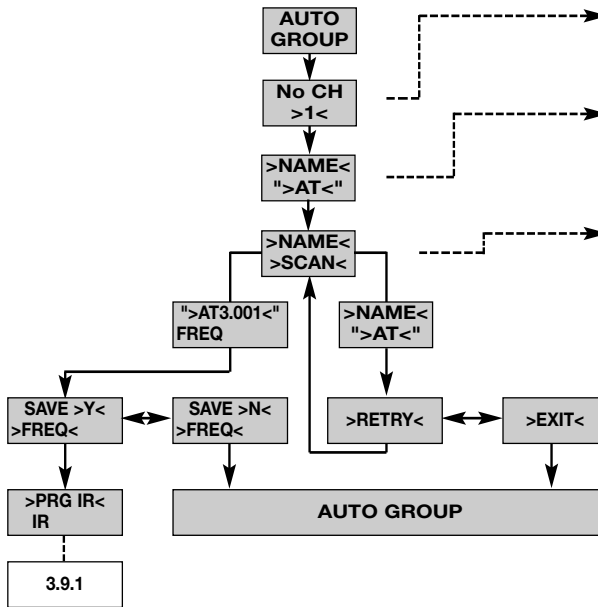 AUTO
GROUP
No CH
>1<
>NAME<
">AT<"
>NAME<
>SCAN<
">AT3.001<"
FREQ
>NAME<
">AT<"
SAVE >Y<
>FREQ<
SAVE >N<
>FREQ<
>RETRY<
>EXIT<
>PRG IR<
IR
AUTO GROUP
3.9.1